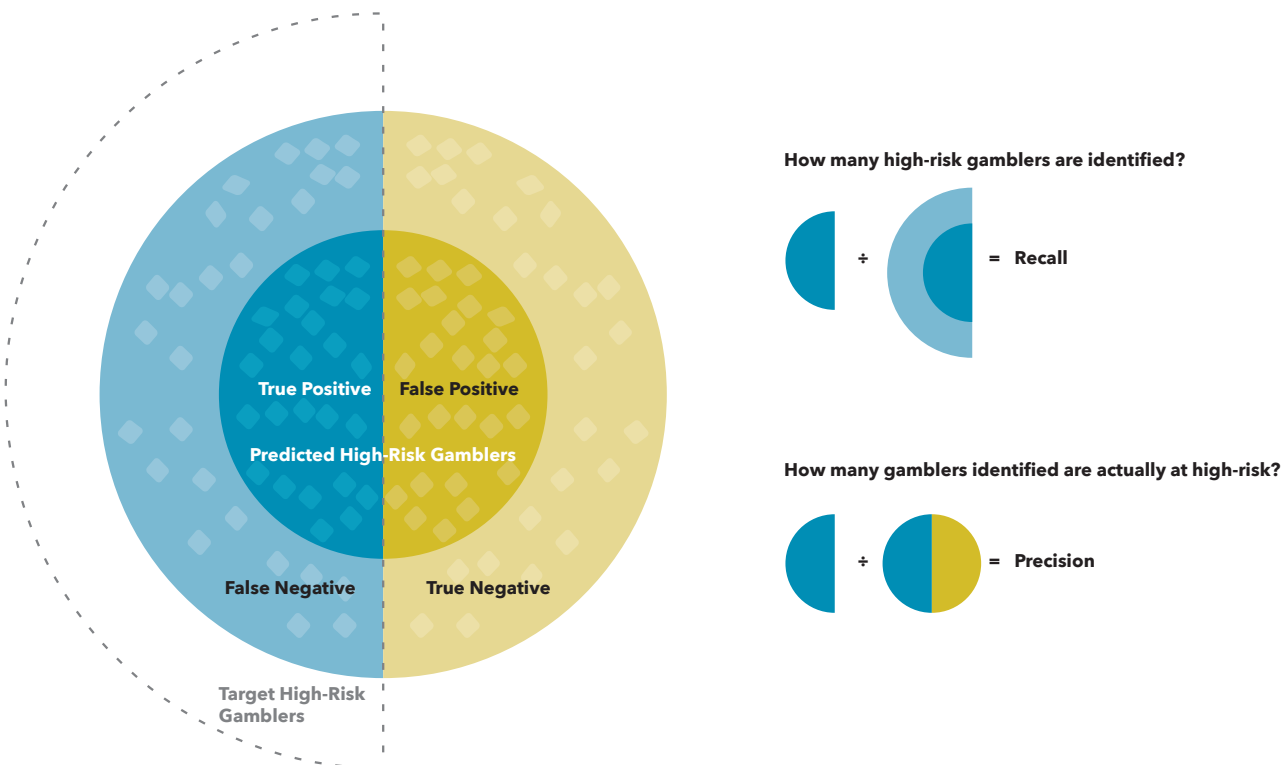 How many high-risk gamblers are identified?
÷
= Recall
True Positive
False Positive
Predicted High-Risk Gamblers
How many gamblers identified are actually at high-risk?
÷
= Precision
False Negative
True Negative
Target High-Risk
Gamblers